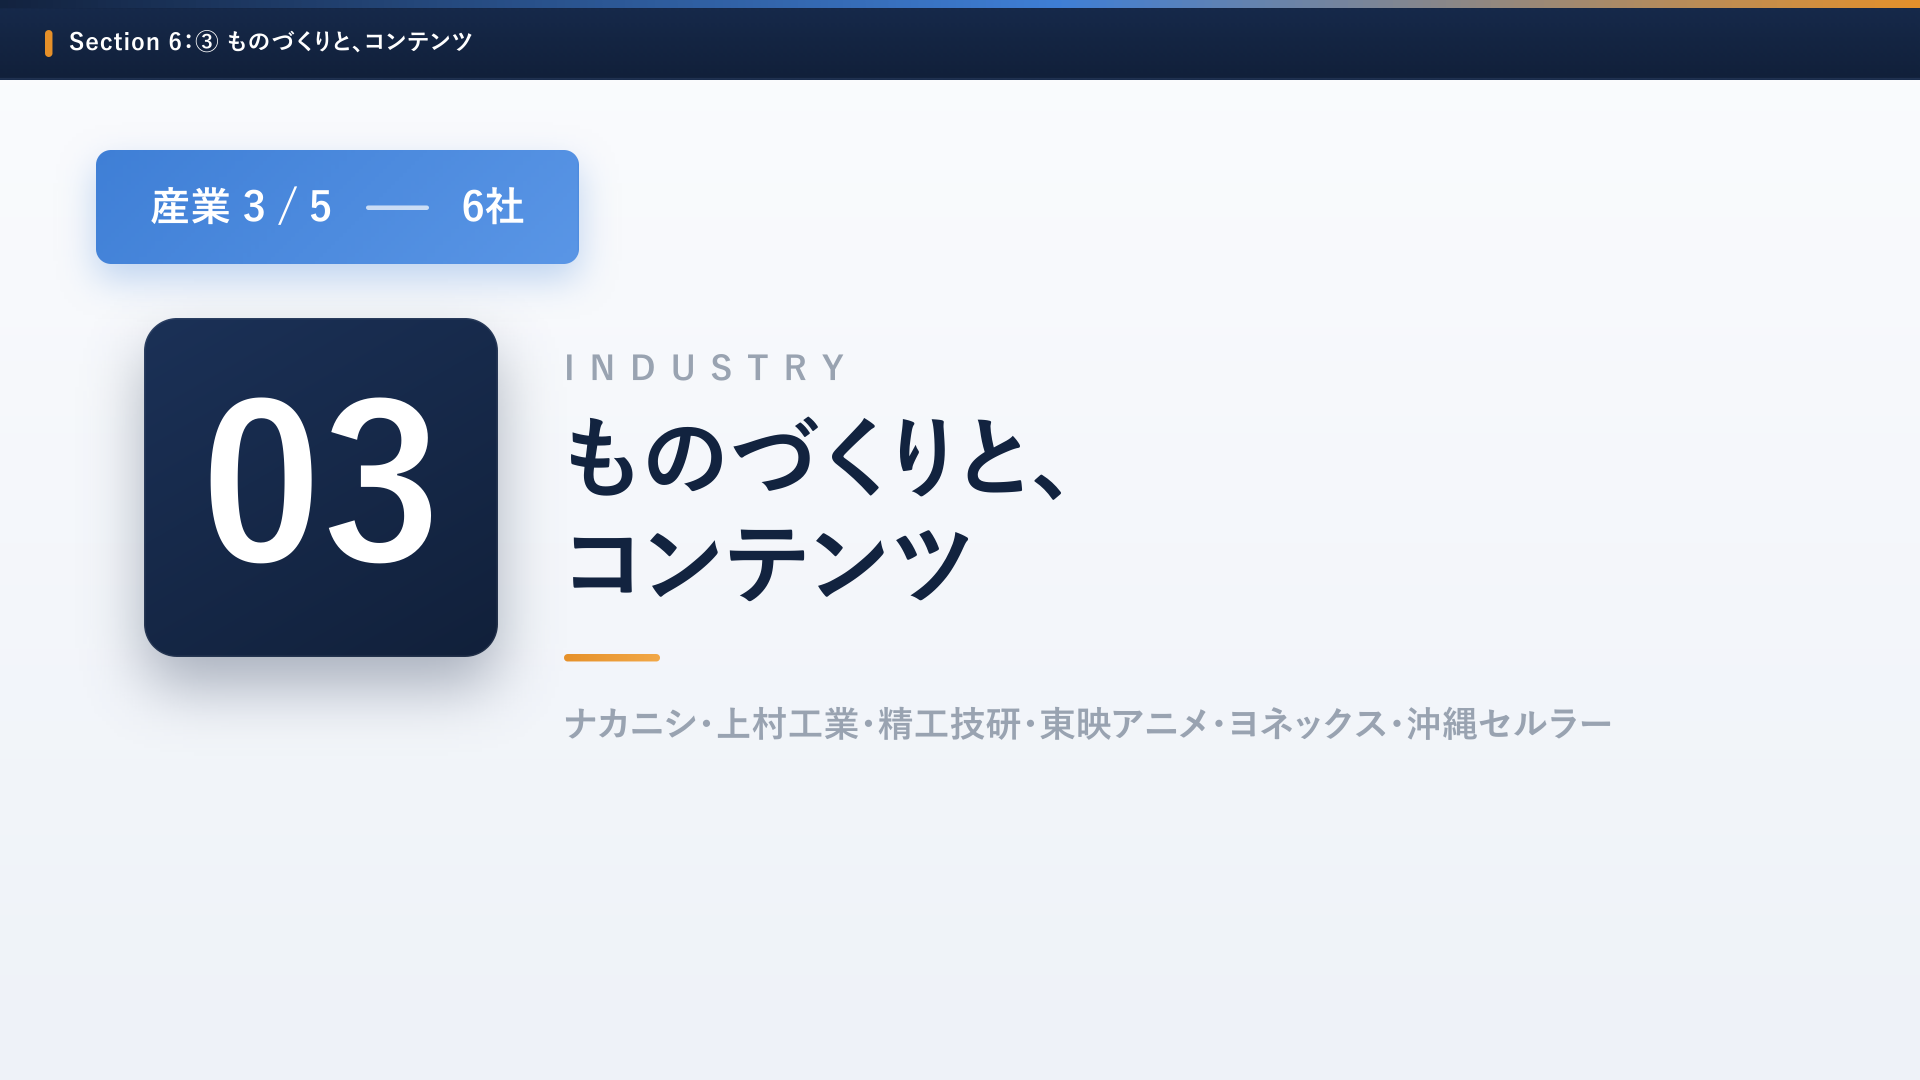 Section 6：③ ものづくりと、コンテンツ
産業 3 / 5 — 6社
03
INDUSTRY
ものづくりと、
コンテンツ
ナカニシ・上村工業・精工技研・東映アニメ・ヨネックス・沖縄セルラー